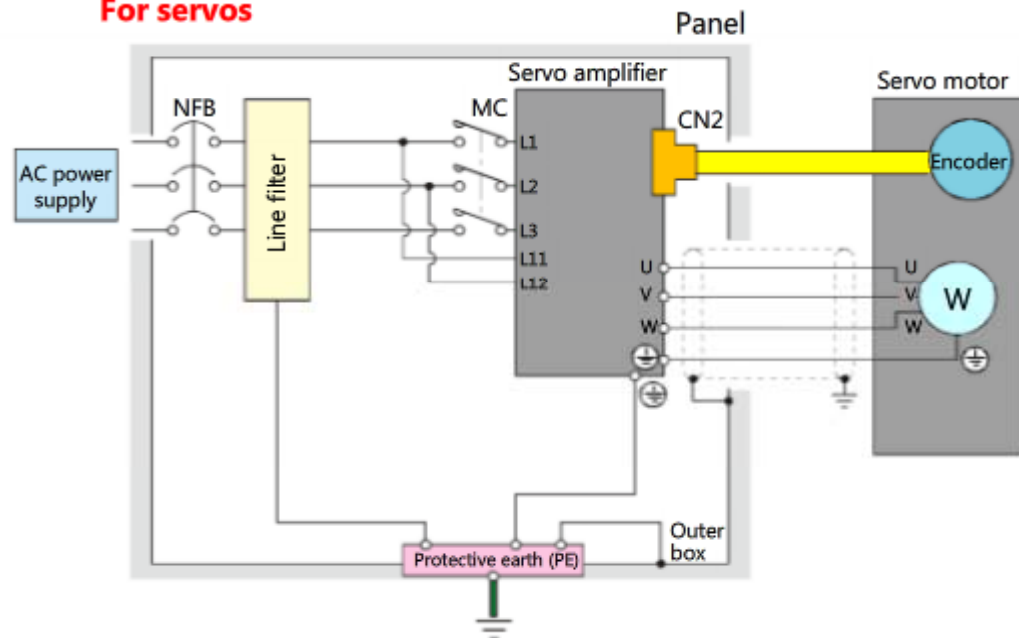 For servos
Panel
Servo amplifier
Servo motor
NFB
MC
CN2
L1
AC power
supply
Line filter
L2
Encoder
L3
L11
L12
U
U
V
V
W
W
W
Outer
box
Protective earth (PE)